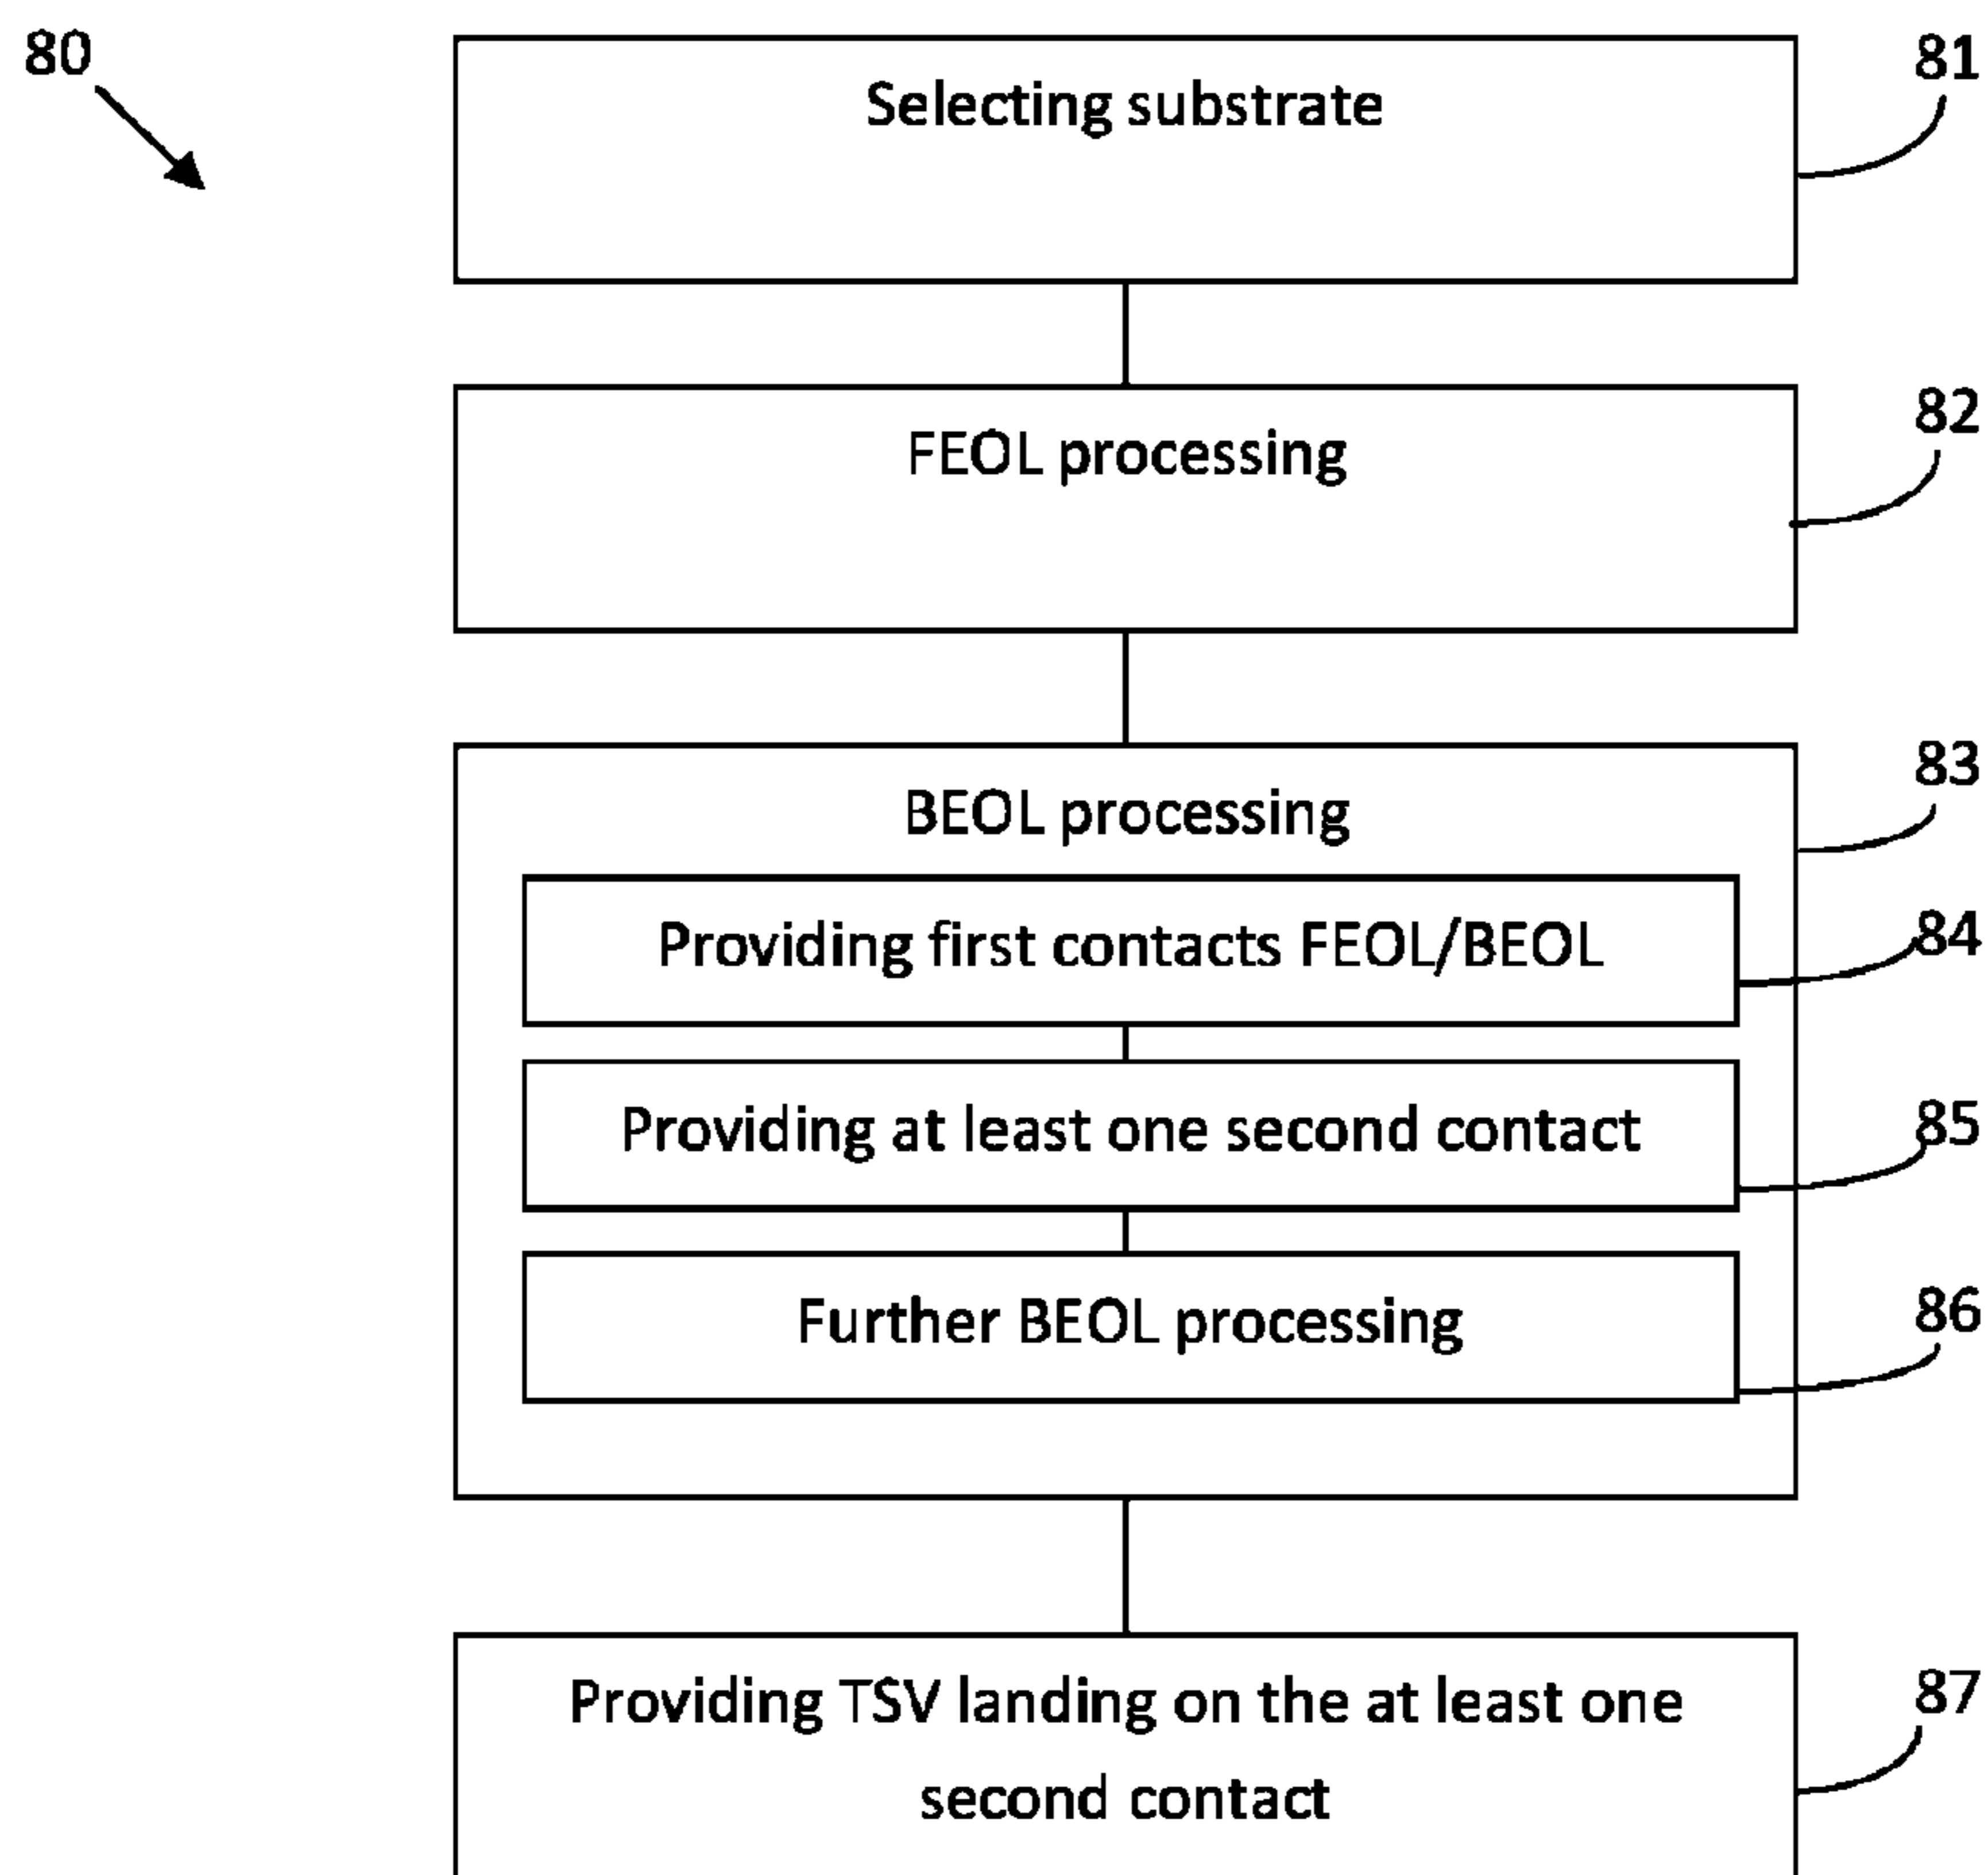 80
81
Selecting substrate
82
FEOL processing
83
BEOL processing
84
Providing first contacts FEOL/BEOL
85
Providing at least one second contact
86
Further BEOL processing
87
Providing TSV landing on the at least one
second contact